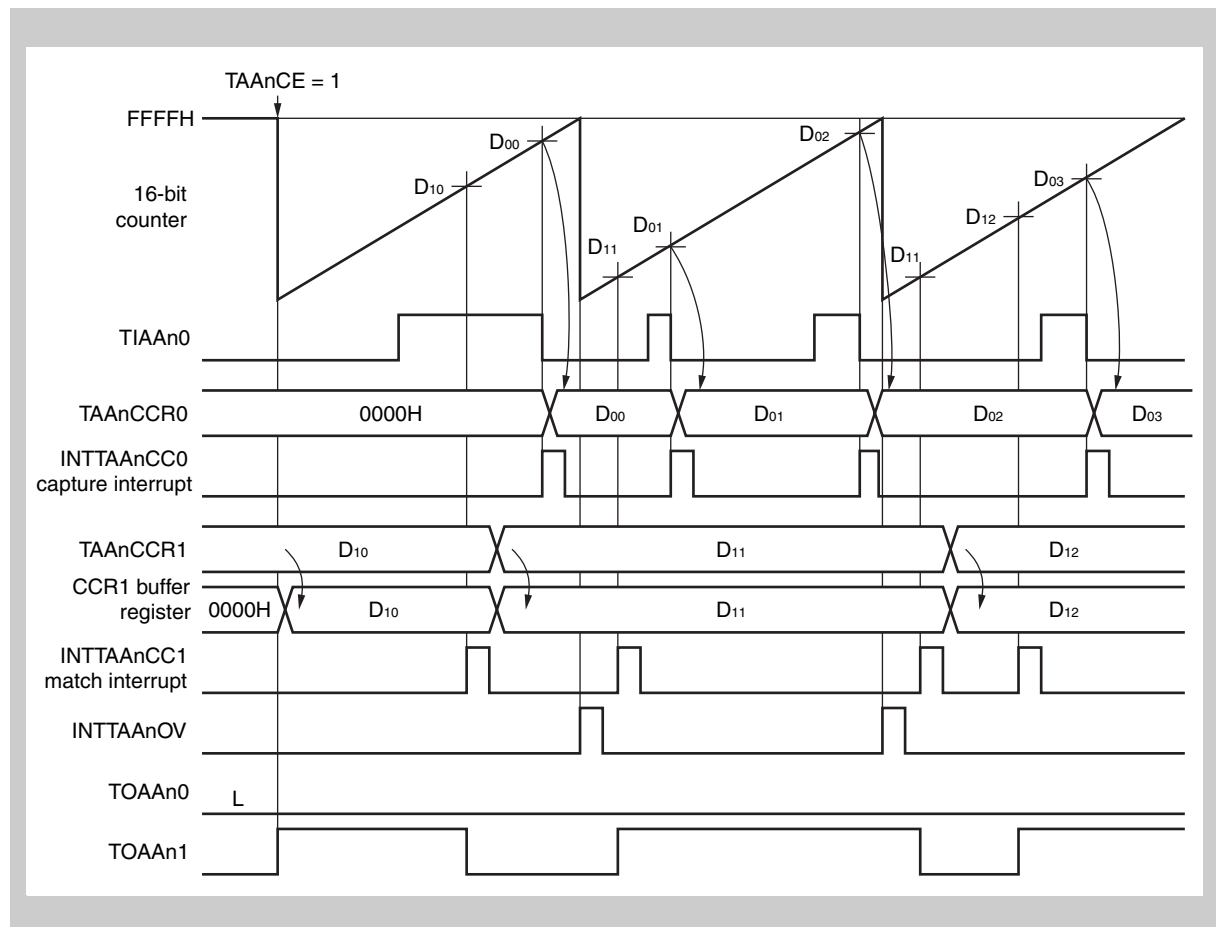 TAAnCE = 1
FFFFH
D00
D02
D10
D03
16-bit
counter
D12
D01
D11
D11
TIAAn0
TAAnCCR0
0000H
D00
D01
D02
D03
INTTAAnCC0
capture interrupt
TAAnCCR1
D10
D11
D12
CCR1 buffer
register
0000H
D10
D11
D12
INTTAAnCC1
match interrupt
INTTAAnOV
TOAAn0
L
TOAAn1